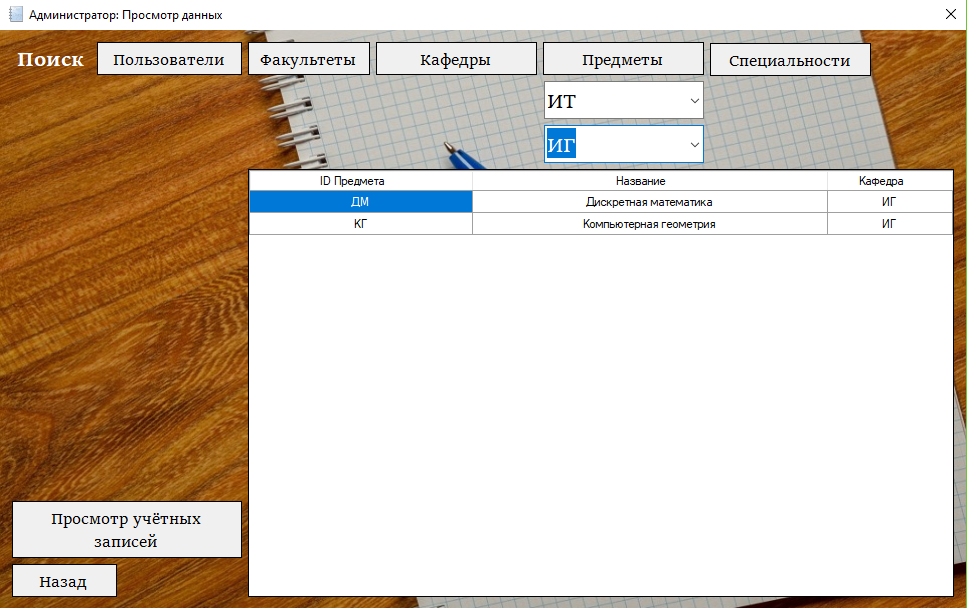 Администратор: Просмотр данных
Поиск Пользователи Факультеты Кафедры Предметы Специальности
ИТ
ИГ
ID Предмета Название Кафедра
ДМ Дискретная математика ИГ
КГ Компьютерная геометрия ИГ
Просмотр учётных
записей
Назад